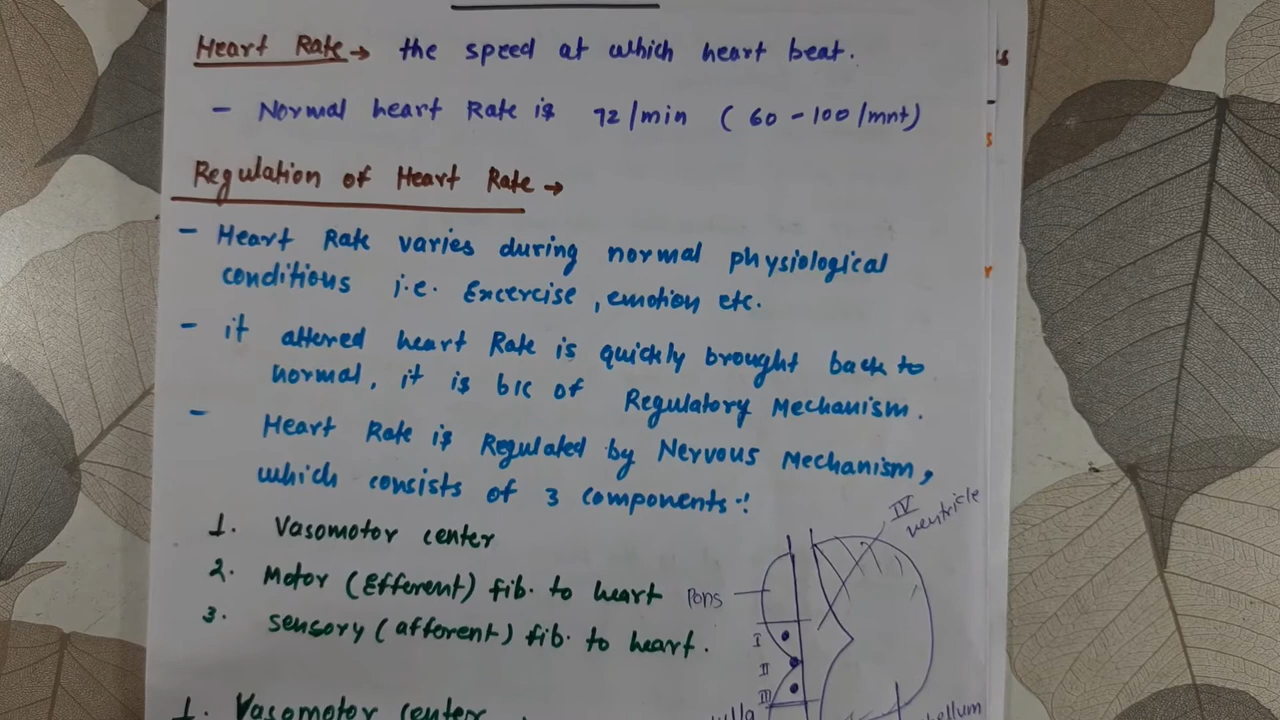 Heart Rate → the speed at which heart beat.
- Normal heart Rate is 72/min (60-100/mnt)
Regulation of Heart Rate →
- Heart Rate varies during normal physiological
conditions i.e. Excercise, emotion etc.
- it altered heart Rate is quickly brought back to
normal, it is b/c of Regulatory Mechanism.
- Heart Rate is Regulated by Nervous Mechanism,
which consists of 3 components:
1. Vasomotor center
2. Motor (Efferent) fib. to heart
3. sensory (afferent) fib. to heart.
IV
ventricle
Pons
I
II
III
1. Vasomotor center